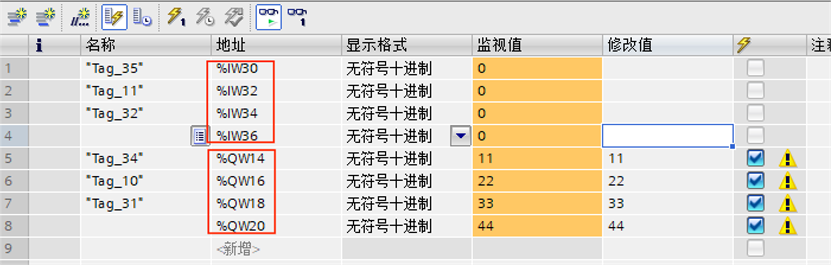 i 名称 地址 显示格式 监视值 修改值 注释
1 "Tag_35" %IW30 无符号十进制 0
2 "Tag_11" %IW32 无符号十进制 0
3 "Tag_32" %IW34 无符号十进制 0
4 %IW36 无符号十进制 0
5 "Tag_34" %QW14 无符号十进制 11 11
6 "Tag_10" %QW16 无符号十进制 22 22
7 "Tag_31" %QW18 无符号十进制 33 33
8 %QW20 无符号十进制 44 44
9 <新增>